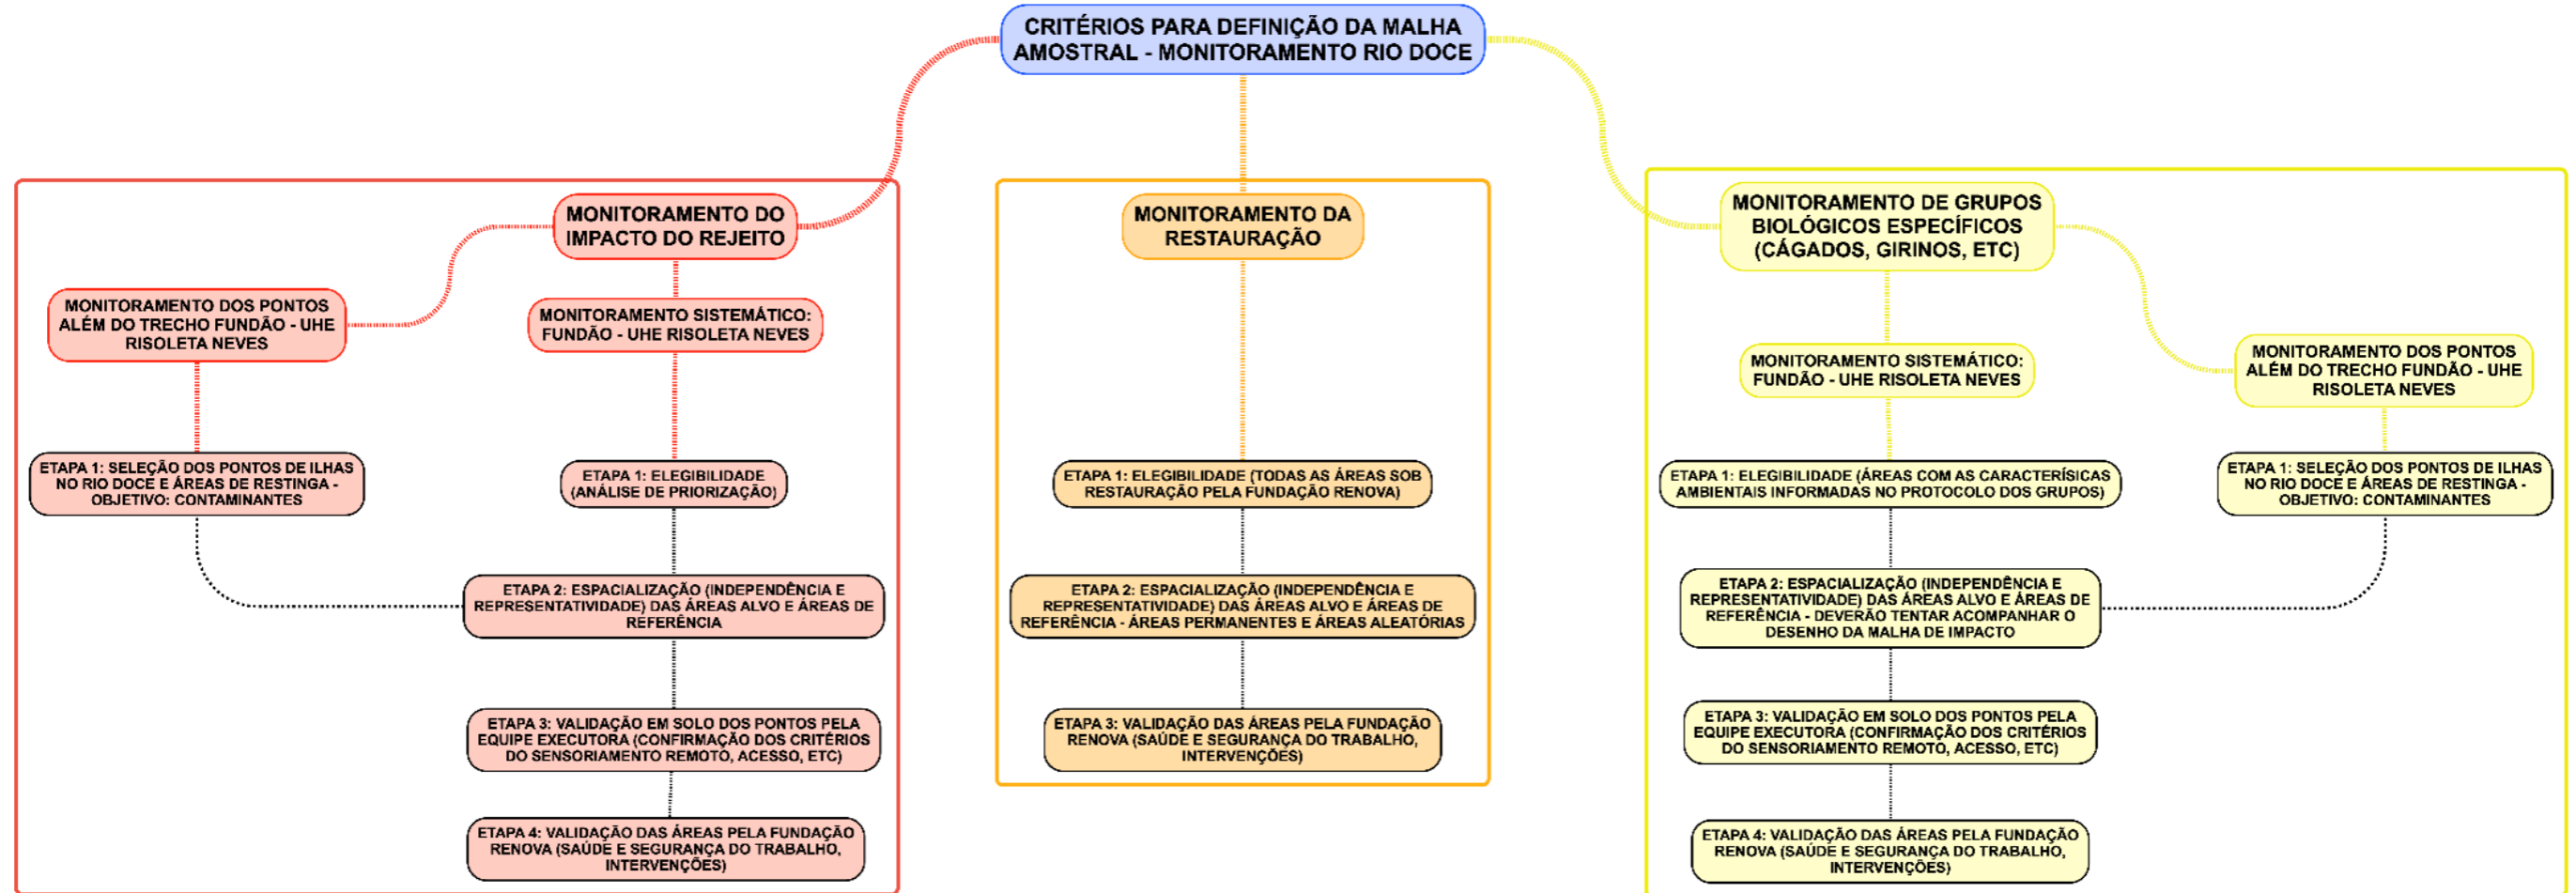 CRITÉRIOS PARA DEFINIÇÃO DA MALHA
AMOSTRAL - MONITORAMENTO RIO DOCE
MONITORAMENTO DO
IMPACTO DO REJEITO
MONITORAMENTO DOS PONTOS
ALÉM DO TRECHO FUNDÃO - UHE
RISOLETA NEVES
MONITORAMENTO SISTEMÁTICO:
FUNDÃO - UHE RISOLETA NEVES
ETAPA 1: SELEÇÃO DOS PONTOS DE ILHAS
NO RIO DOCE E ÁREAS DE RESTINGA -
OBJETIVO: CONTAMINANTES
ETAPA 1: ELEGIBILIDADE
(ANÁLISE DE PRIORIZAÇÃO)
ETAPA 2: ESPACIALIZAÇÃO (INDEPENDÊNCIA E
REPRESENTATIVIDADE) DAS ÁREAS ALVO E ÁREAS DE
REFERÊNCIA
ETAPA 3: VALIDAÇÃO EM SOLO DOS PONTOS PELA
EQUIPE EXECUTORA (CONFIRMAÇÃO DOS CRITÉRIOS
DO SENSORIAMENTO REMOTO, ACESSO, ETC)
ETAPA 4: VALIDAÇÃO DAS ÁREAS PELA FUNDAÇÃO
RENOVA (SAÚDE E SEGURANÇA DO TRABALHO,
INTERVENÇÕES)
MONITORAMENTO DA
RESTAURAÇÃO
ETAPA 1: ELEGIBILIDADE (TODAS AS ÁREAS SOB
RESTAURAÇÃO PELA FUNDAÇÃO RENOVA)
ETAPA 2: ESPACIALIZAÇÃO (INDEPENDÊNCIA E
REPRESENTATIVIDADE) DAS ÁREAS ALVO E ÁREAS DE
REFERÊNCIA - ÁREAS PERMANENTES E ÁREAS ALEATÓRIAS
ETAPA 3: VALIDAÇÃO DAS ÁREAS PELA FUNDAÇÃO
RENOVA (SAÚDE E SEGURANÇA DO TRABALHO,
INTERVENÇÕES)
MONITORAMENTO DE GRUPOS
BIOLÓGICOS ESPECÍFICOS
(CÁGADOS, GIRINOS, ETC)
MONITORAMENTO SISTEMÁTICO:
FUNDÃO - UHE RISOLETA NEVES
MONITORAMENTO DOS PONTOS
ALÉM DO TRECHO FUNDÃO - UHE
RISOLETA NEVES
ETAPA 1: ELEGIBILIDADE (ÁREAS COM AS CARACTERÍSICAS
AMBIENTAIS INFORMADAS NO PROTOCOLO DOS GRUPOS)
ETAPA 1: SELEÇÃO DOS PONTOS DE ILHAS
NO RIO DOCE E ÁREAS DE RESTINGA -
OBJETIVO: CONTAMINANTES
ETAPA 2: ESPACIALIZAÇÃO (INDEPENDÊNCIA E
REPRESENTATIVIDADE) DAS ÁREAS ALVO E ÁREAS DE
REFERÊNCIA - DEVERÃO TENTAR ACOMPANHAR O
DESENHO DA MALHA DE IMPACTO
ETAPA 3: VALIDAÇÃO EM SOLO DOS PONTOS PELA
EQUIPE EXECUTORA (CONFIRMAÇÃO DOS CRITÉRIOS
DO SENSORIAMENTO REMOTO, ACESSO, ETC)
ETAPA 4: VALIDAÇÃO DAS ÁREAS PELA FUNDAÇÃO
RENOVA (SAÚDE E SEGURANÇA DO TRABALHO,
INTERVENÇÕES)